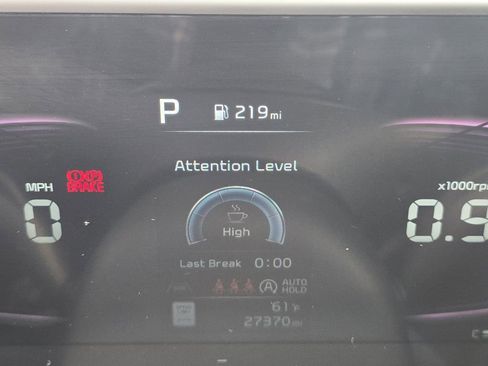 P 219 mi
Attention Level
MPH BRAKE x1000rp
0 High 0.9
Last Break 0:00
A AUTO HOLD
61°F
27370 mi